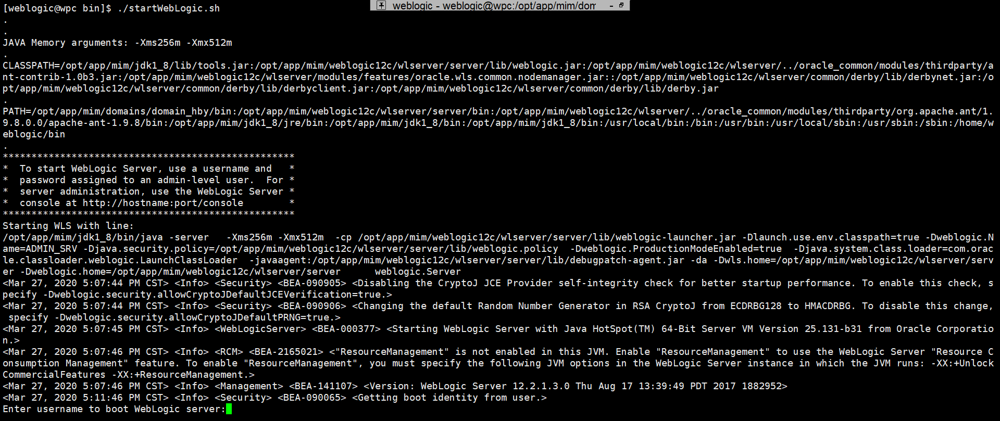 [weblogic@wpc bin]$ ./startWebLogic.sh
weblogic - weblogic@wpc:/opt/app/mim/dom
.
.
JAVA Memory arguments: -Xms256m -Xmx512m
.
CLASSPATH=/opt/app/mim/jdk1_8/lib/tools.jar:/opt/app/mim/weblogic12c/wlserver/server/lib/weblogic.jar:/opt/app/mim/weblogic12c/wlserver/../oracle_common/modules/thirdparty/a
nt-contrib-1.0b3.jar:/opt/app/mim/weblogic12c/wlserver/modules/features/oracle.wls.common.nodemanager.jar::/opt/app/mim/weblogic12c/wlserver/common/derby/lib/derbynet.jar:/o
pt/app/mim/weblogic12c/wlserver/common/derby/lib/derbyclient.jar:/opt/app/mim/weblogic12c/wlserver/common/derby/lib/derby.jar
.
PATH=/opt/app/mim/domains/domain_hby/bin:/opt/app/mim/weblogic12c/wlserver/server/bin:/opt/app/mim/weblogic12c/wlserver/../oracle_common/modules/thirdparty/org.apache.ant/1.
9.8.0.0/apache-ant-1.9.8/bin:/opt/app/mim/jdk1_8/jre/bin:/opt/app/mim/jdk1_8/bin:/opt/app/mim/jdk1_8/bin:/usr/local/bin:/bin:/usr/bin:/usr/local/sbin:/usr/sbin:/sbin:/home/w
eblogic/bin
.
***************************************************
*  To start WebLogic Server, use a username and   *
*  password assigned to an admin-level user.  For *
*  server administration, use the WebLogic Server *
*  console at http://hostname:port/console        *
***************************************************
Starting WLS with line:
/opt/app/mim/jdk1_8/bin/java -server   -Xms256m -Xmx512m  -cp /opt/app/mim/weblogic12c/wlserver/server/lib/weblogic-launcher.jar -Dlaunch.use.env.classpath=true -Dweblogic.N
ame=ADMIN_SRV -Djava.security.policy=/opt/app/mim/weblogic12c/wlserver/server/lib/weblogic.policy  -Dweblogic.ProductionModeEnabled=true  -Djava.system.class.loader=com.orac
le.classloader.weblogic.LaunchClassLoader  -javaagent:/opt/app/mim/weblogic12c/wlserver/server/lib/debugpatch-agent.jar -da -Dwls.home=/opt/app/mim/weblogic12c/wlserver/serv
er -Dweblogic.home=/opt/app/mim/weblogic12c/wlserver/server      weblogic.Server
<Mar 27, 2020 5:07:44 PM CST> <Info> <Security> <BEA-090905> <Disabling the CryptoJ JCE Provider self-integrity check for better startup performance. To enable this check, s
pecify -Dweblogic.security.allowCryptoJDefaultJCEVerification=true.>
<Mar 27, 2020 5:07:44 PM CST> <Info> <Security> <BEA-090906> <Changing the default Random Number Generator in RSA CryptoJ from ECDRBG128 to HMACDRBG. To disable this change,
 specify -Dweblogic.security.allowCryptoJDefaultPRNG=true.>
<Mar 27, 2020 5:07:45 PM CST> <Info> <WebLogicServer> <BEA-000377> <Starting WebLogic Server with Java HotSpot(TM) 64-Bit Server VM Version 25.131-b31 from Oracle Corporatio
n.>
<Mar 27, 2020 5:07:46 PM CST> <Info> <RCM> <BEA-2165021> <"ResourceManagement" is not enabled in this JVM. Enable "ResourceManagement" to use the WebLogic Server "Resource C
onsumption Management" feature. To enable "ResourceManagement", you must specify the following JVM options in the WebLogic Server instance in which the JVM runs: -XX:+Unlock
CommercialFeatures -XX:+ResourceManagement.>
<Mar 27, 2020 5:07:46 PM CST> <Info> <Management> <BEA-141107> <Version: WebLogic Server 12.2.1.3.0 Thu Aug 17 13:39:49 PDT 2017 1882952>
<Mar 27, 2020 5:11:46 PM CST> <Info> <Security> <BEA-090065> <Getting boot identity from user.>
Enter username to boot WebLogic server: